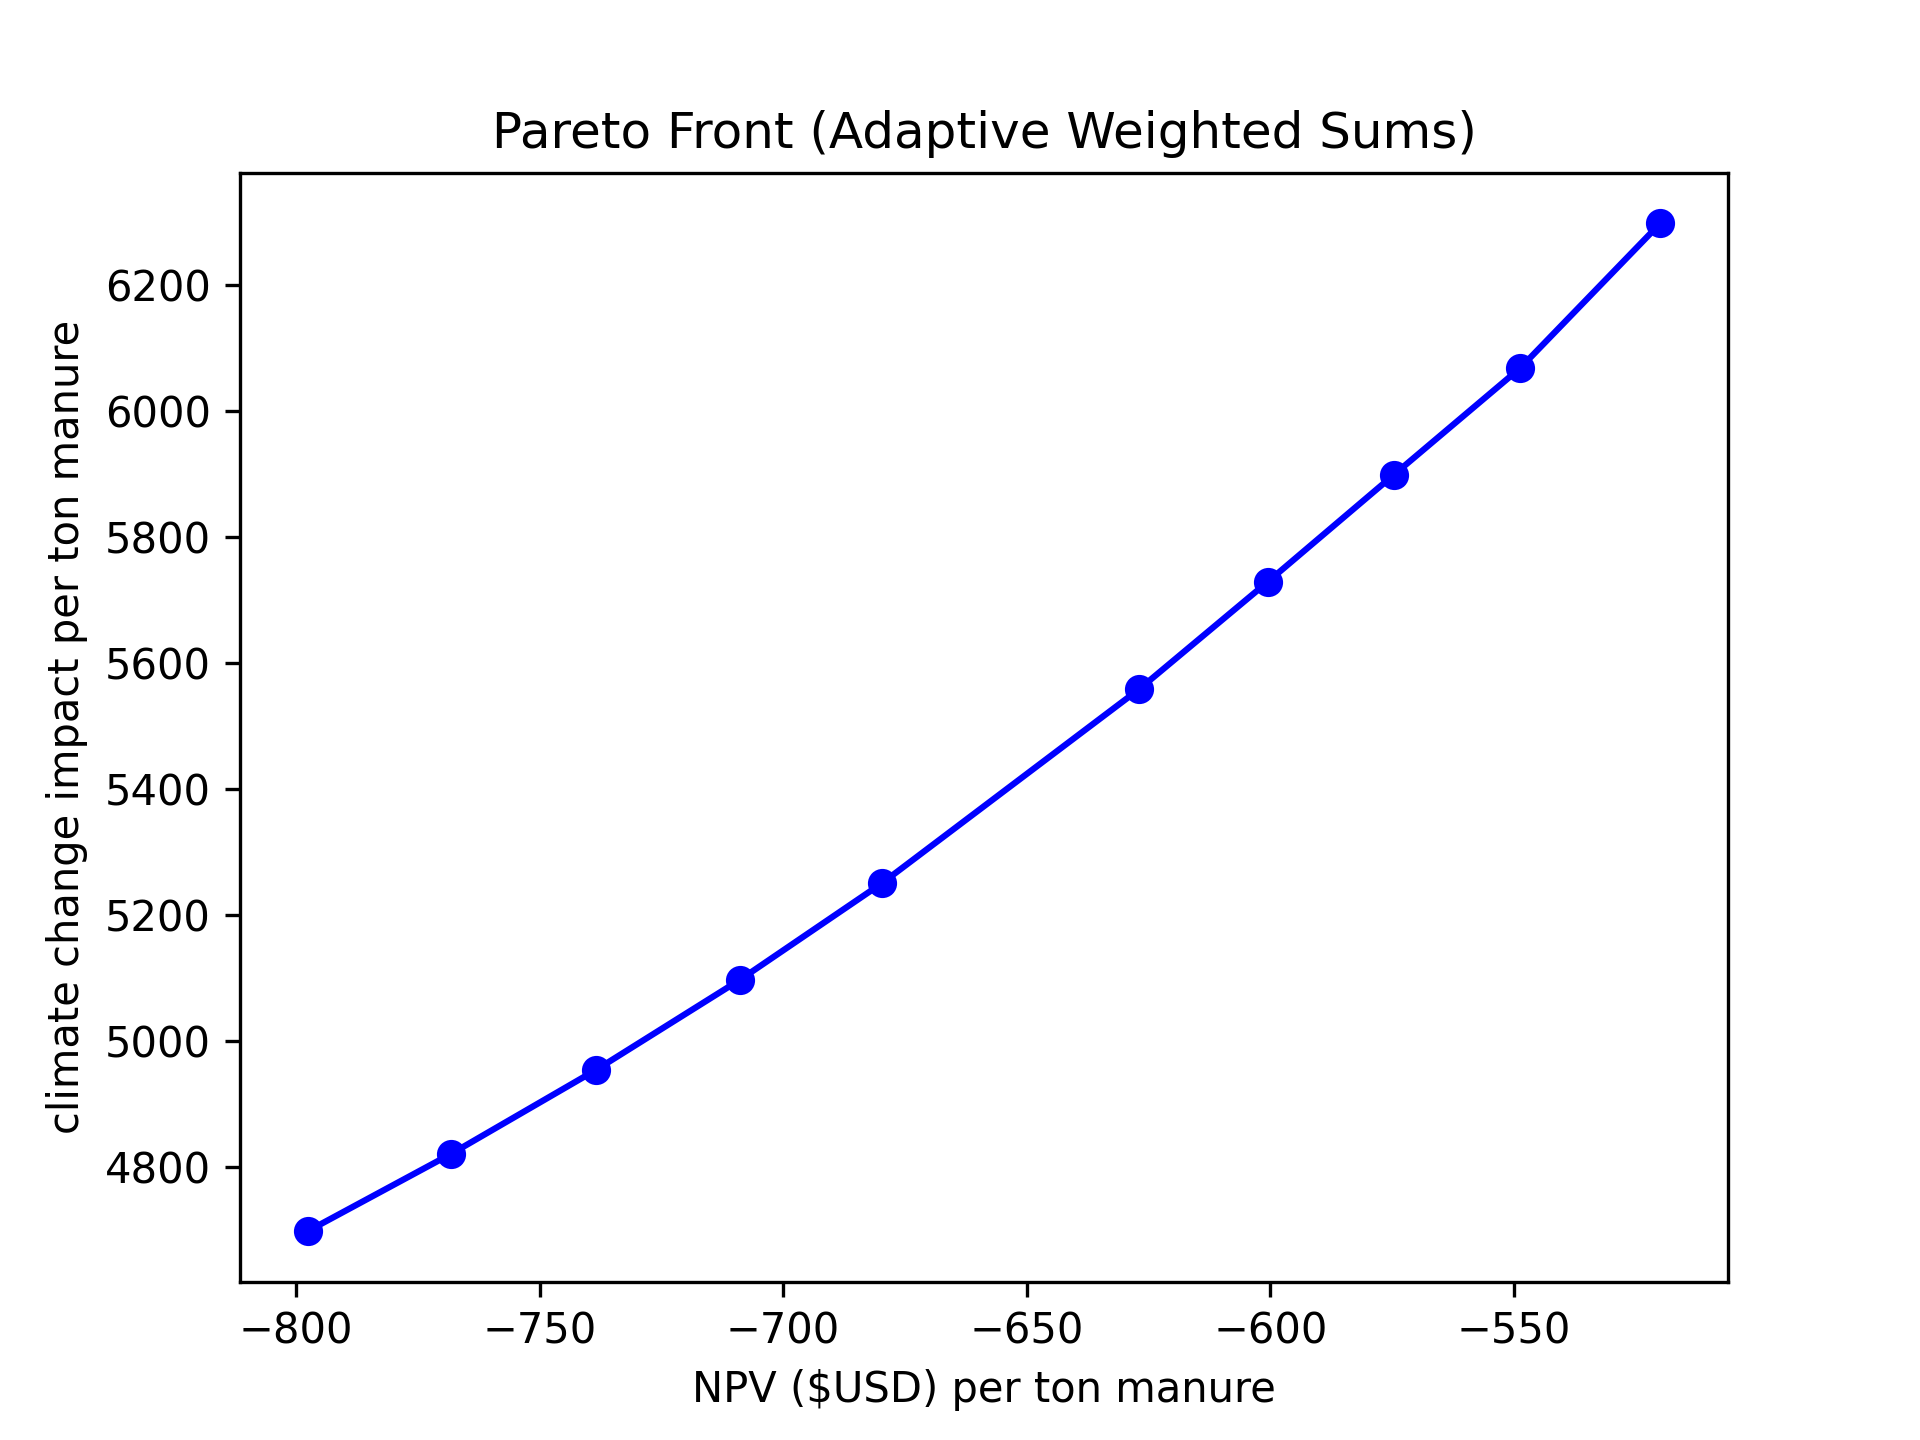 Pareto Front (Adaptive Weighted Sums)
climate change impact per ton manure
6200
6000
5800
5600
5400
5200
5000
4800
−800 −750 −700 −650 −600 −550
NPV ($USD) per ton manure